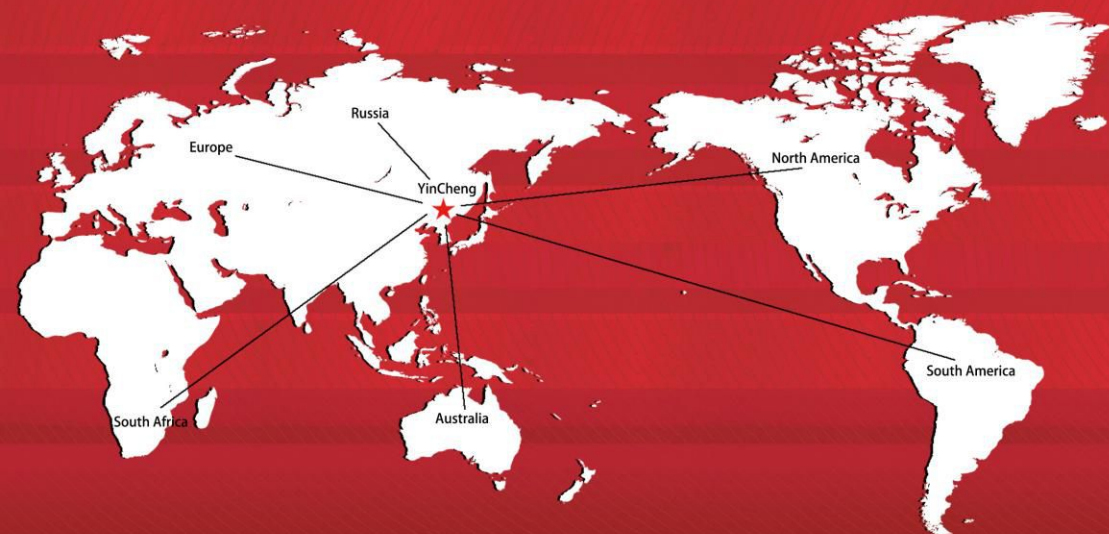 Russia
Europe
North America
YinCheng
South America
South Africa
Australia